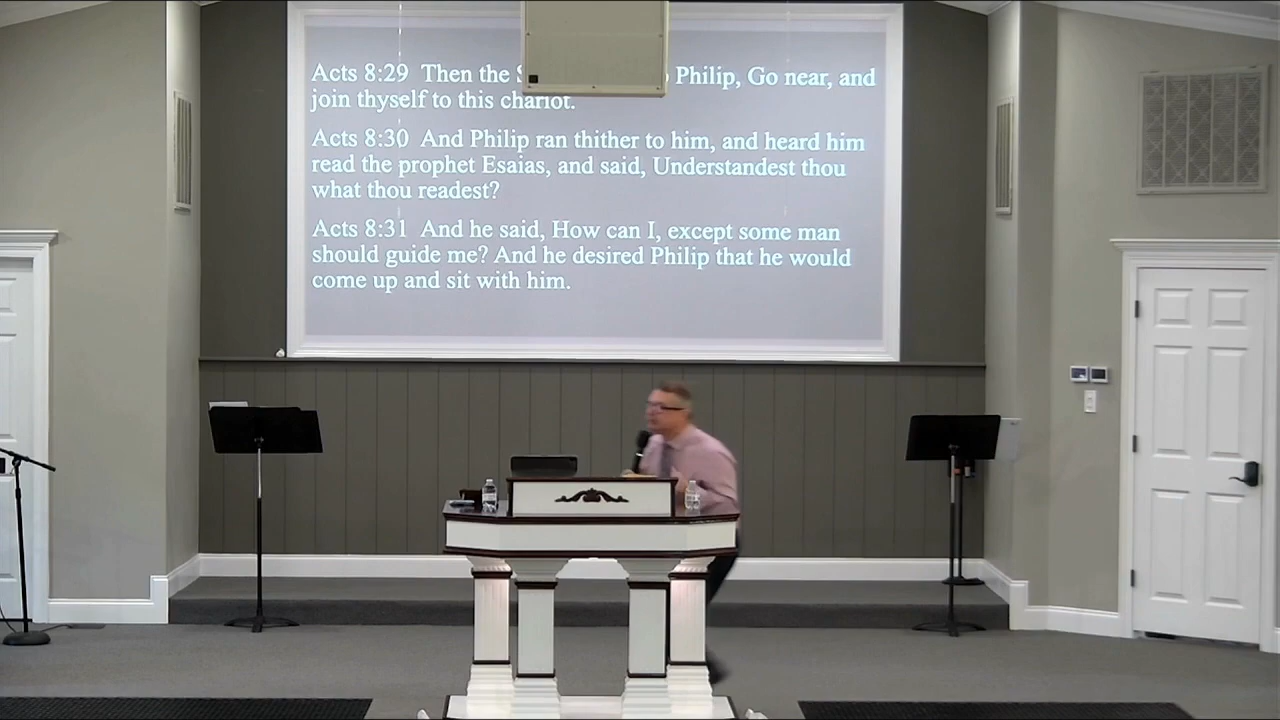 Acts 8:29 Then the Philip, Go near, and
join thyself to this chariot.
Acts 8:30 And Philip ran thither to him, and heard him
read the prophet Esaias, and said, Understandest thou
what thou readest?
Acts 8:31 And he said, How can I, except some man
should guide me? And he desired Philip that he would
come up and sit with him.